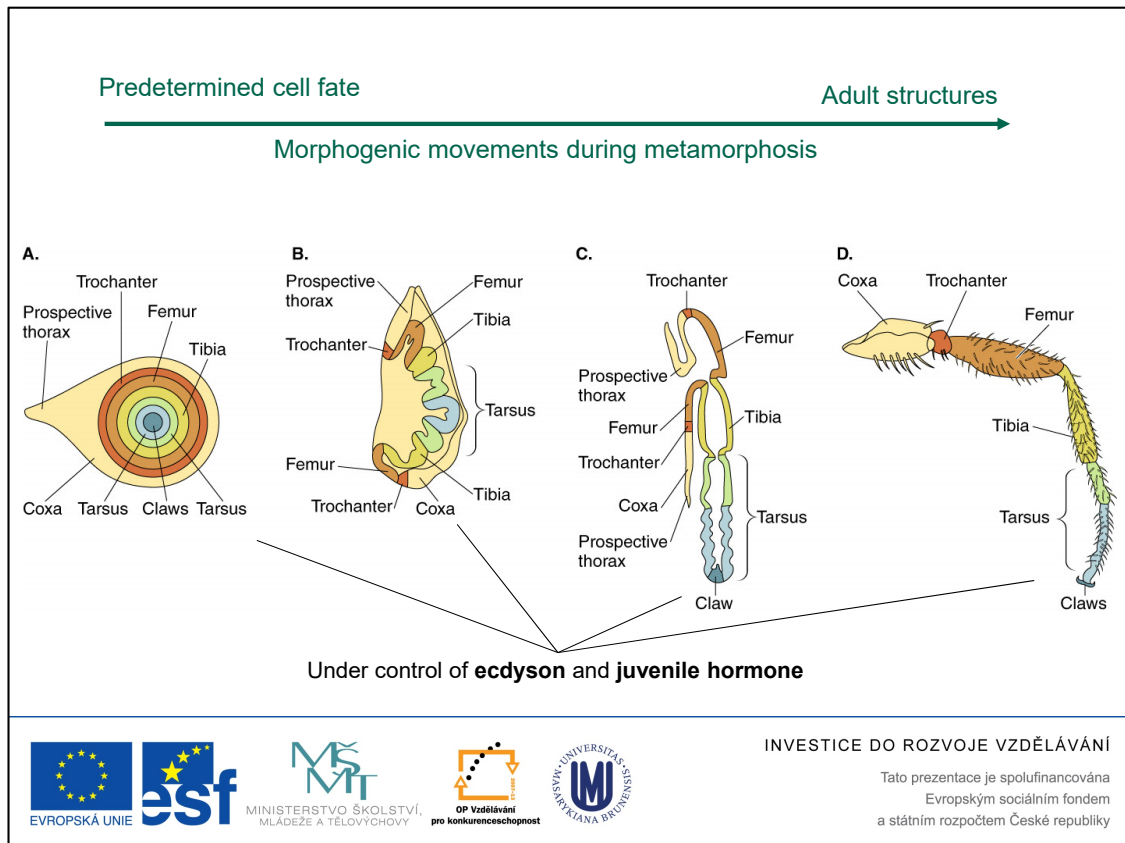 Predetermined cell fate
Adult structures
Morphogenic movements during metamorphosis
A.
Trochanter
Prospective
thorax
Femur
Tibia
Coxa
Tarsus
Claws
Tarsus
B.
Prospective
thorax
Femur
Tibia
Trochanter
Tarsus
Femur
Trochanter
Coxa
Tibia
C.
Trochanter
Femur
Prospective
thorax
Femur
Tibia
Trochanter
Coxa
Prospective
thorax
Tarsus
Claw
D.
Coxa
Trochanter
Femur
Tibia
Tarsus
Claws
Under control of ecdyson and juvenile hormone
EVROPSKÁ UNIE
esf
MŠ
MT
MINISTERSTVO ŠKOLSTVÍ,
MLÁDEŽE A TĚLOVÝCHOVY
2007-13
OP Vzdělávání
pro konkurenceschopnost
UNIVERSITAS · MASARYKIANA BRUNENSIS
INVESTICE DO ROZVOJE VZDĚLÁVÁNÍ
Tato prezentace je spolufinancována
Evropským sociálním fondem
a státním rozpočtem České republiky